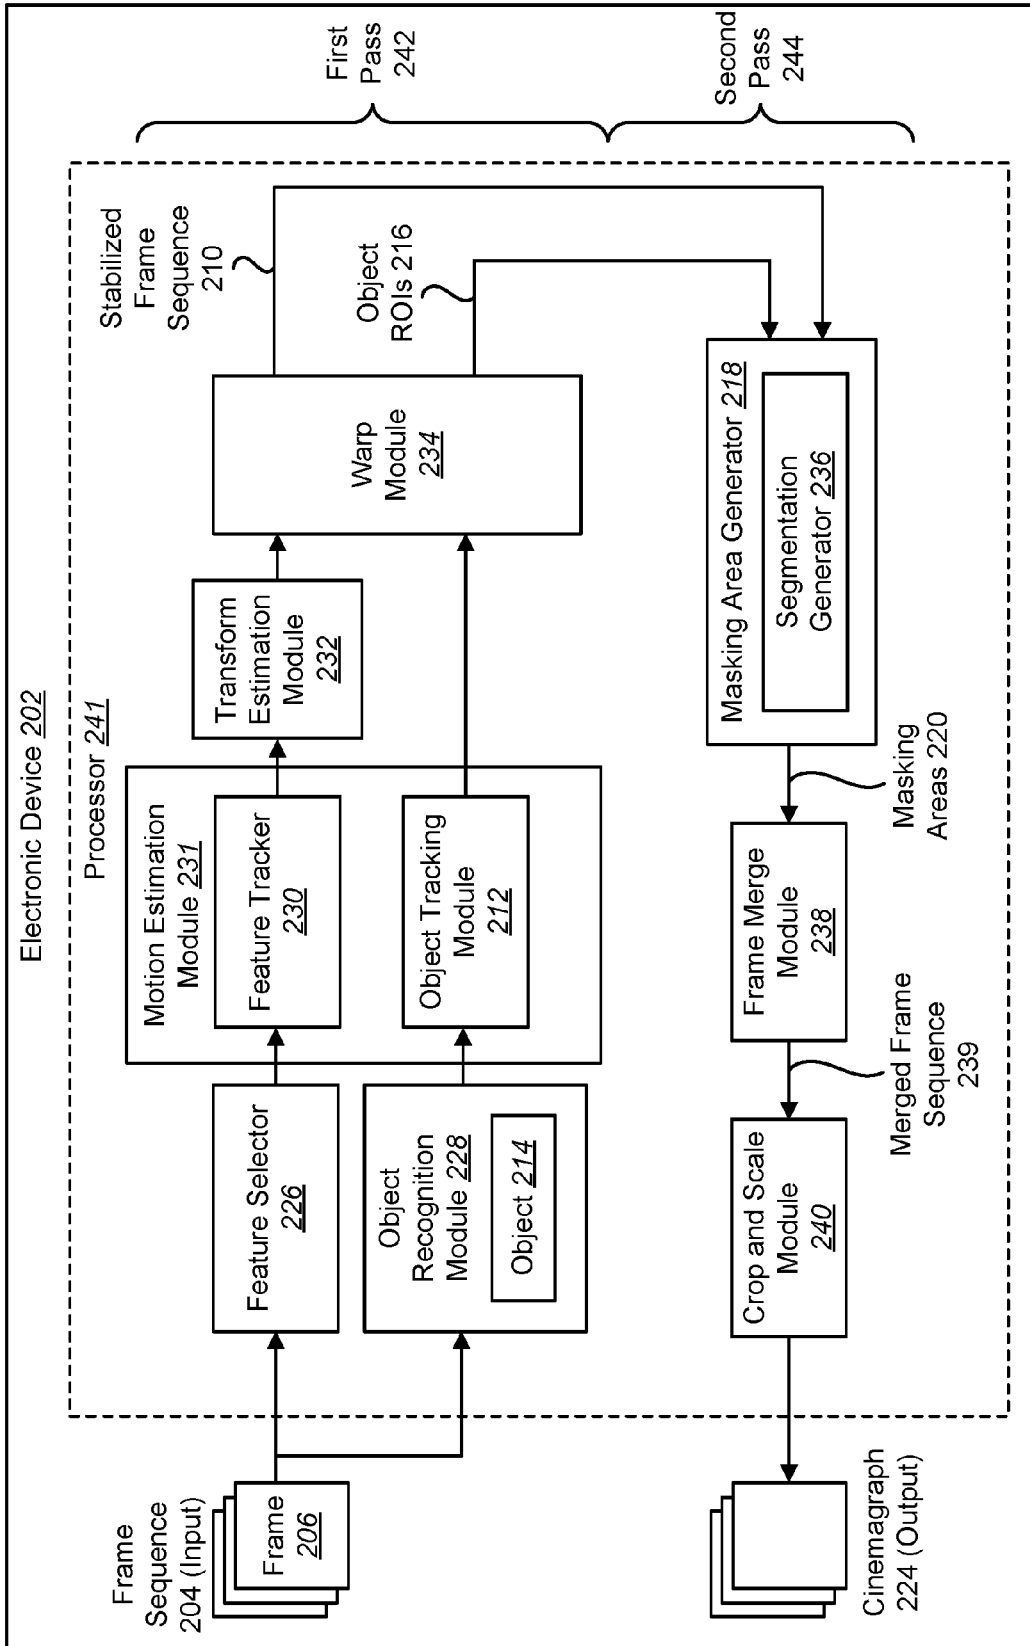 Electronic Device 202
Processor 241
Frame
Sequence
204 (Input)
Frame
206
Feature Selector
226
Object
Recognition
Module 228
Object 214
Motion Estimation
Module 231
Feature Tracker
230
Object Tracking
Module
212
Transform
Estimation
Module
232
Warp
Module
234
Stabilized
Frame
Sequence
210
Object
ROIs 216
First
Pass
242
Second
Pass
244
Masking Area Generator 218
Segmentation
Generator 236
Masking
Areas 220
Frame Merge
Module
238
Merged Frame
Sequence
239
Crop and Scale
Module
240
Cinemagraph
224 (Output)